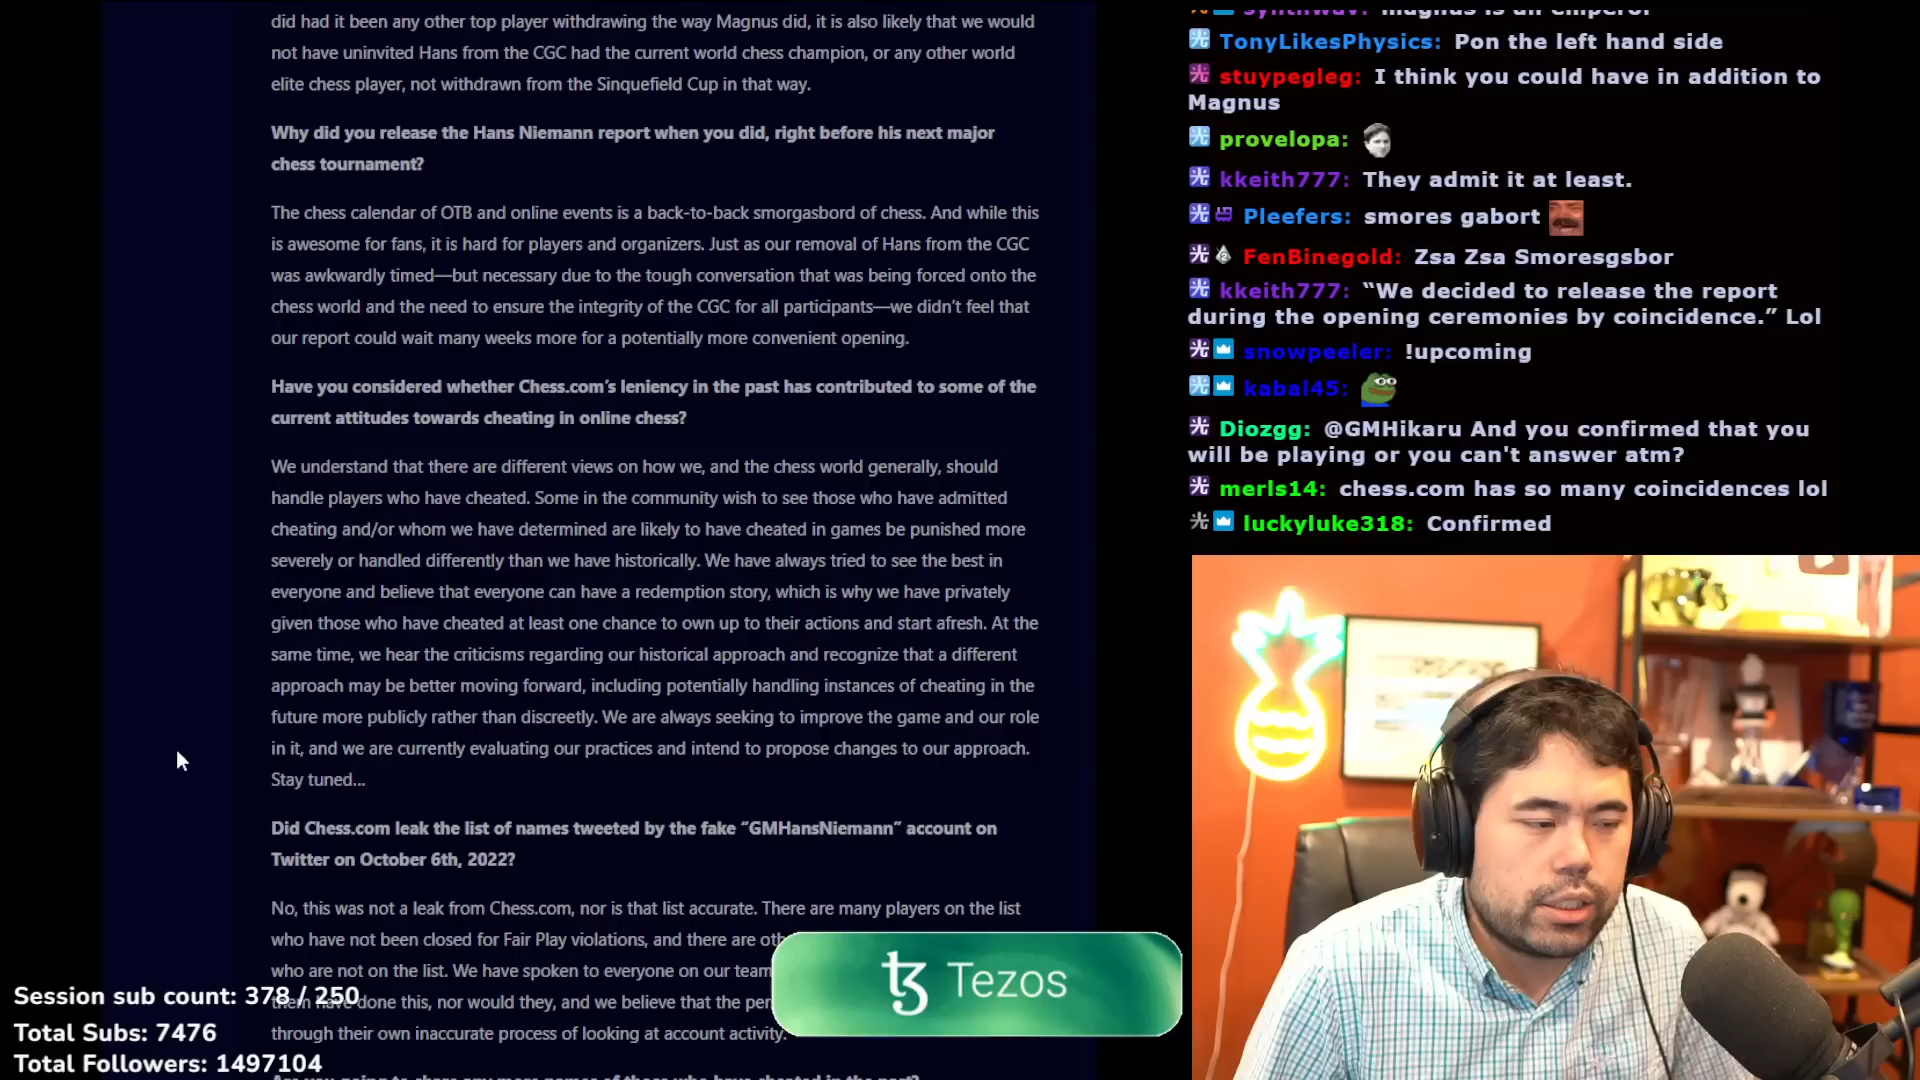 did had it been any other top player withdrawing the way Magnus did, it is also likely that we would
not have uninvited Hans from the CGC had the current world chess champion, or any other world
elite chess player, not withdrawn from the Sinquefield Cup in that way.
Why did you release the Hans Niemann report when you did, right before his next major
chess tournament?
The chess calendar of OTB and online events is a back-to-back smorgasbord of chess. And while this
is awesome for fans, it is hard for players and organizers. Just as our removal of Hans from the CGC
was awkwardly timed—but necessary due to the tough conversation that was being forced onto the
chess world and the need to ensure the integrity of the CGC for all participants—we didn't feel that
our report could wait many weeks more for a potentially more convenient opening.
Have you considered whether Chess.com's leniency in the past has contributed to some of the
current attitudes towards cheating in online chess?
We understand that there are different views on how we, and the chess world generally, should
handle players who have cheated. Some in the community wish to see those who have admitted
cheating and/or whom we have determined are likely to have cheated in games be punished more
severely or handled differently than we have historically. We have always tried to see the best in
everyone and believe that everyone can have a redemption story, which is why we have privately
given those who have cheated at least one chance to own up to their actions and start afresh. At the
same time, we hear the criticisms regarding our historical approach and recognize that a different
approach may be better moving forward, including potentially handling instances of cheating in the
future more publicly rather than discreetly. We are always seeking to improve the game and our role
in it, and we are currently evaluating our practices and intend to propose changes to our approach.
Stay tuned...
Did Chess.com leak the list of names tweeted by the fake “GMHansNiemann” account on
Twitter on October 6th, 2022?
No, this was not a leak from Chess.com, nor is that list accurate. There are many players on the list
who have not been closed for Fair Play violations, and there are
who are not on the list. We have spoken to everyone on our team
them have done this, nor would they, and we believe that the
through their own inaccurate process of looking at account activity.
Are you going to share any more names of those who have cheated in the past?
Session sub count: 378 / 250
Total Subs: 7476
Total Followers: 1497104
Tezos
synthwav: magnus is an emperor
TonyLikesPhysics: Pon the left hand side
stuypegleg: I think you could have in addition to
Magnus
provelopa:
kkeith777: They admit it at least.
Pleefers: smores gabort
FenBinegold: Zsa Zsa Smoresgsbor
kkeith777: “We decided to release the report
during the opening ceremonies by coincidence.” Lol
snowpeeler: !upcoming
kabal45:
Diozgg: @GMHikaru And you confirmed that you
will be playing or you can't answer atm?
merls14: chess.com has so many coincidences lol
luckyluke318: Confirmed